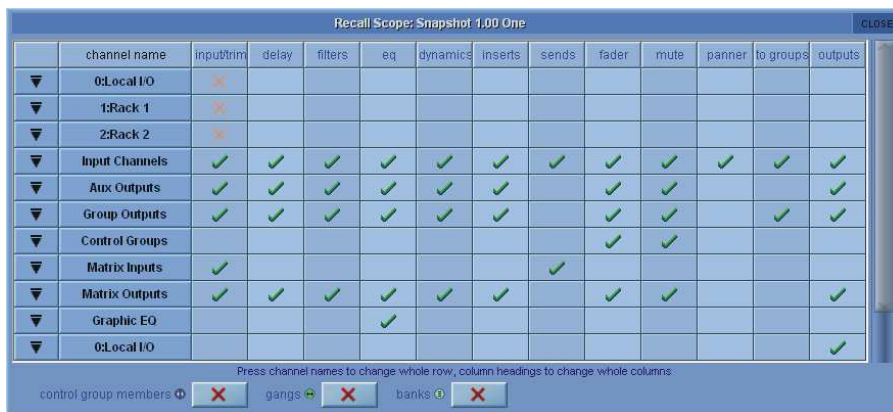 Recall Scope: Snapshot 1.00 One CLOSE
channel name input/trim delay filters eq dynamics inserts sends fader mute panner to groups outputs
0:Local I/O
1:Rack 1
2:Rack 2
Input Channels
Aux Outputs
Group Outputs
Control Groups
Matrix Inputs
Matrix Outputs
Graphic EQ
0:Local I/O
Press channel names to change whole row, column headings to change whole columns
control group members gangs banks